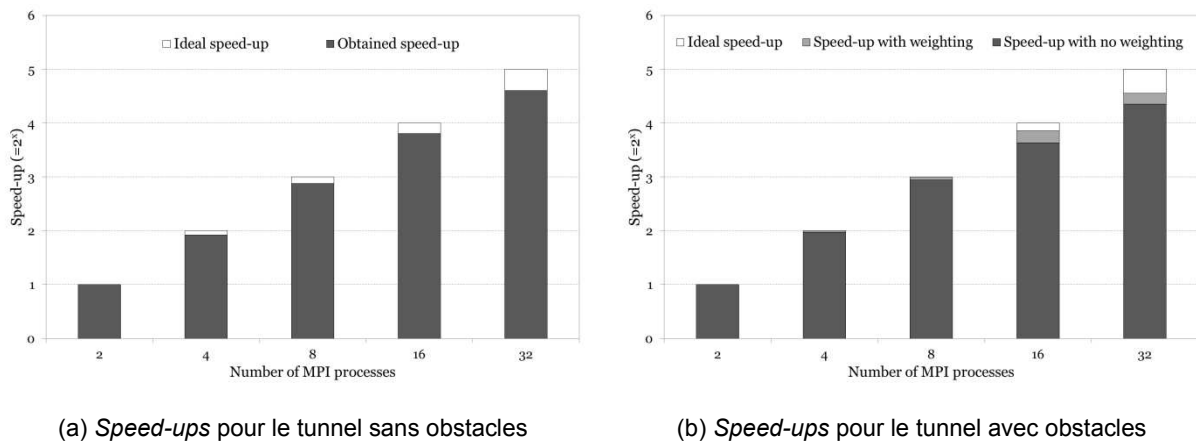 Ideal speed-up Obtained speed-up
Speed-up (=2ˣ)
6
5
4
3
2
1
0
2 4 8 16 32
Number of MPI processes
(a) Speed-ups pour le tunnel sans obstacles
Ideal speed-up Speed-up with weighting Speed-up with no weighting
Speed-up (=2ˣ)
6
5
4
3
2
1
0
2 4 8 16 32
Number of MPI processes
(b) Speed-ups pour le tunnel avec obstacles